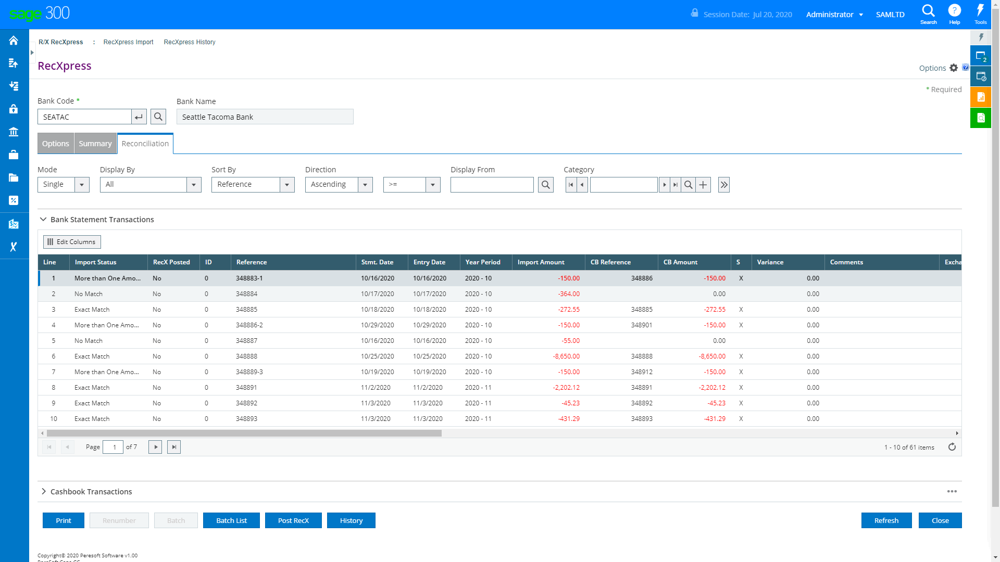 sage 300
Session Date: Jul 20, 2020
Administrator
SAMLTD
Search
Help
Tools
R/X RecXpress : RecXpress Import RecXpress History
RecXpress
Options
2
* Required
Bank Code * Bank Name
SEATAC Seattle Tacoma Bank
Options Summary Reconciliation
Mode Display By Sort By Direction Display From Category
Single All Reference Ascending >=
Bank Statement Transactions
Edit Columns
Line Import Status RecX Posted ID Reference Stmt. Date Entry Date Year Period Import Amount CB Reference CB Amount S Variance Comments Excha
1 More than One Amo... No 0 348883-1 10/16/2020 10/16/2020 2020 - 10 -150.00 348886 -150.00 X 0.00
2 No Match No 0 348884 10/17/2020 10/17/2020 2020 - 10 -364.00 0.00 0.00
3 Exact Match No 0 348885 10/18/2020 10/18/2020 2020 - 10 -272.55 348885 -272.55 X 0.00
4 More than One Amo... No 0 348886-2 10/29/2020 10/29/2020 2020 - 10 -150.00 348901 -150.00 X 0.00
5 No Match No 0 348887 10/16/2020 10/16/2020 2020 - 10 -55.00 0.00 0.00
6 Exact Match No 0 348888 10/25/2020 10/25/2020 2020 - 10 -8,650.00 348888 -8,650.00 X 0.00
7 More than One Amo... No 0 348889-3 10/19/2020 10/19/2020 2020 - 10 -150.00 348912 -150.00 X 0.00
8 Exact Match No 0 348891 11/2/2020 11/2/2020 2020 - 11 -2,202.12 348891 -2,202.12 X 0.00
9 Exact Match No 0 348892 11/3/2020 11/3/2020 2020 - 11 -45.23 348892 -45.23 X 0.00
10 Exact Match No 0 348893 11/3/2020 11/3/2020 2020 - 11 -431.29 348893 -431.29 X 0.00
Page 1 of 7
1 - 10 of 61 items
Cashbook Transactions
Print Renumber Batch Batch List Post RecX History Refresh Close
Copyright© 2020 Peresoft Software v1.00